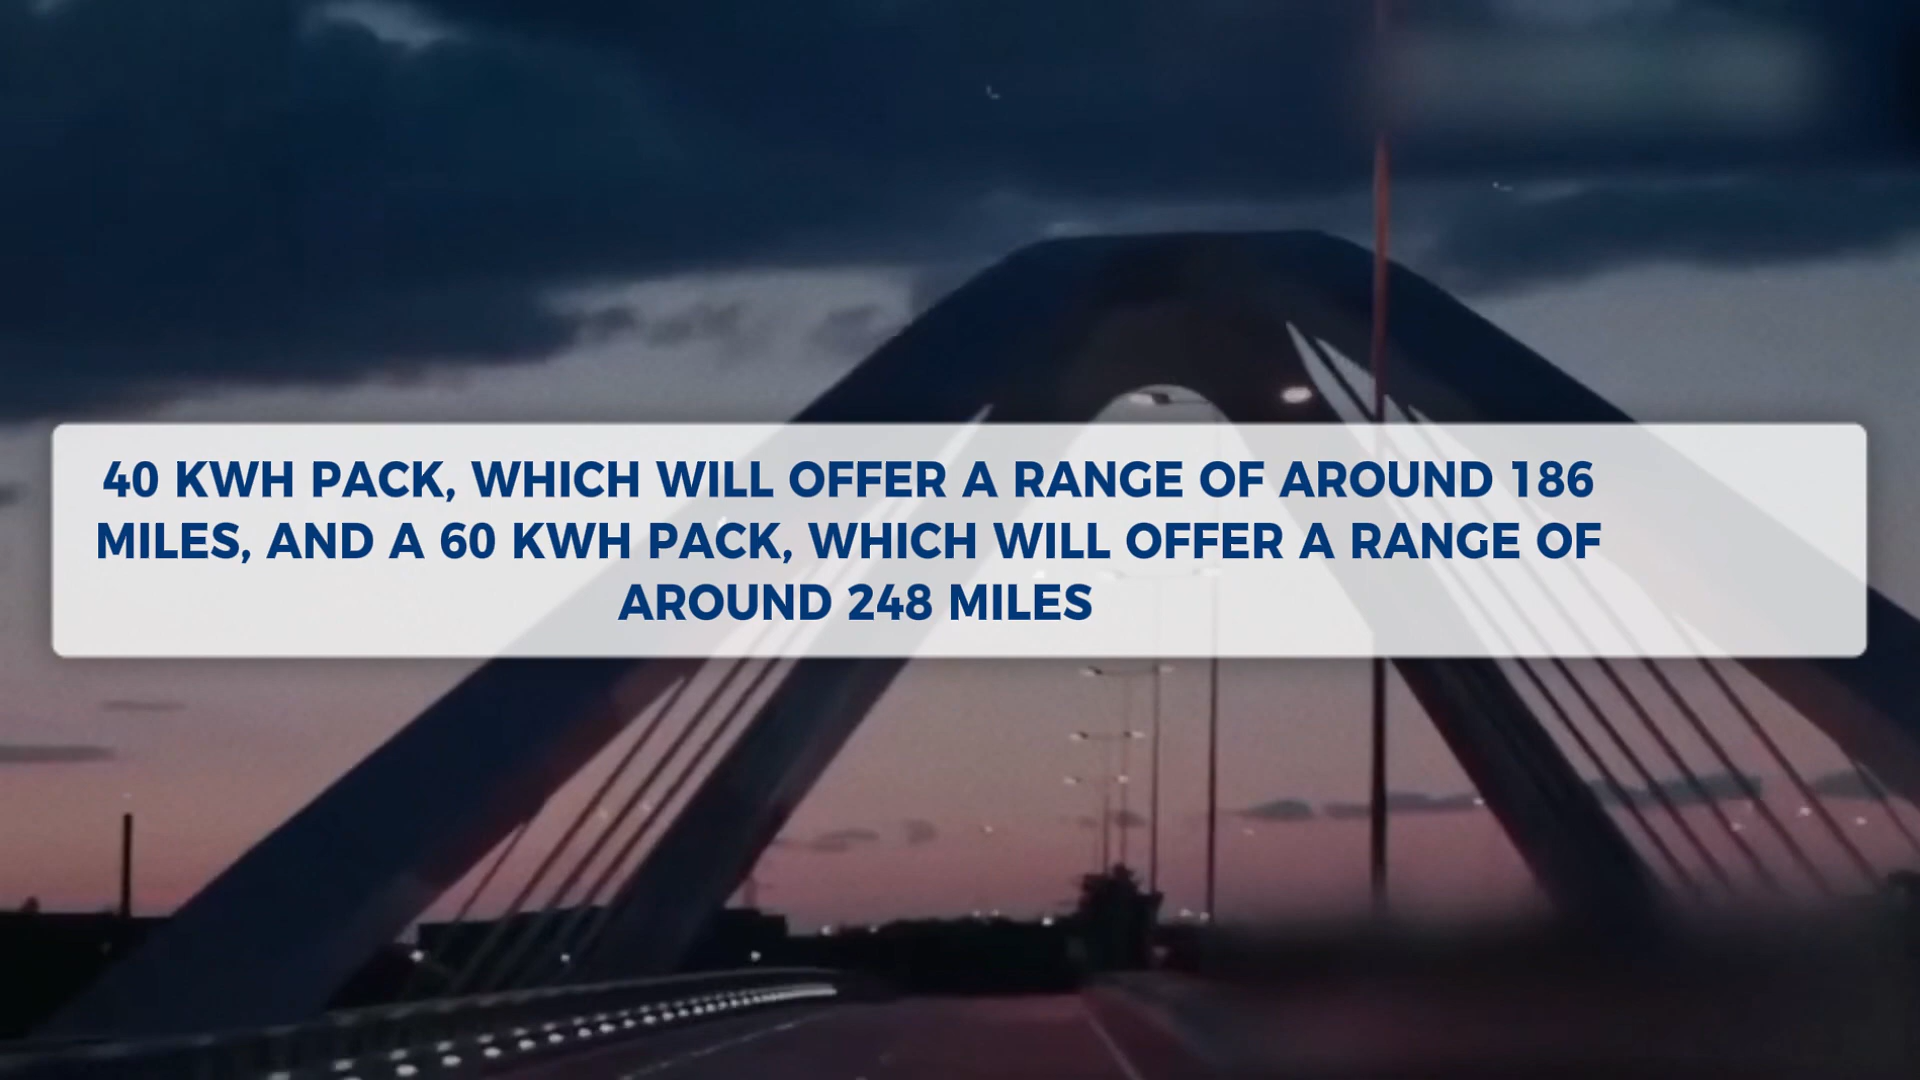 40 KWH PACK, WHICH WILL OFFER A RANGE OF AROUND 186
MILES, AND A 60 KWH PACK, WHICH WILL OFFER A RANGE OF
AROUND 248 MILES